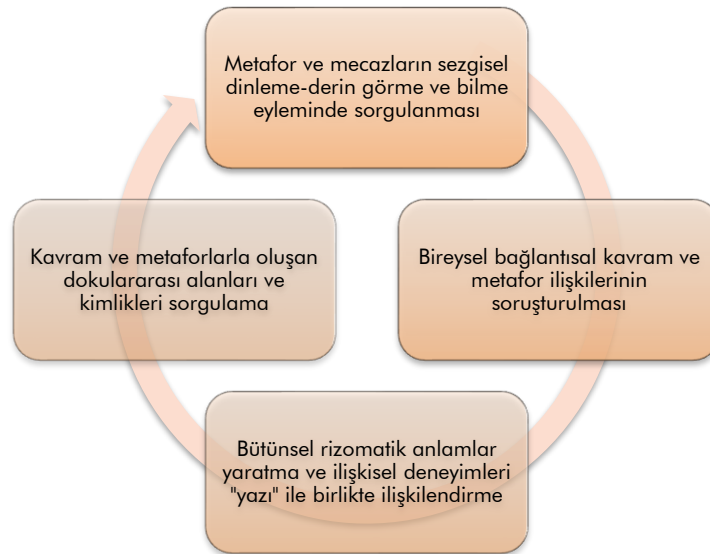 Metafor ve mecazların sezgisel
dinleme-derin görme ve bilme
eyleminde sorgulanması
Bireysel bağlantısal kavram ve
metafor ilişkilerinin
soruşturulması
Bütünsel rizomatik anlamlar
yaratma ve ilişkisel deneyimleri
"yazı" ile birlikte ilişkilendirme
Kavram ve metaforlarla oluşan
dokulararası alanları ve
kimlikleri sorgulama